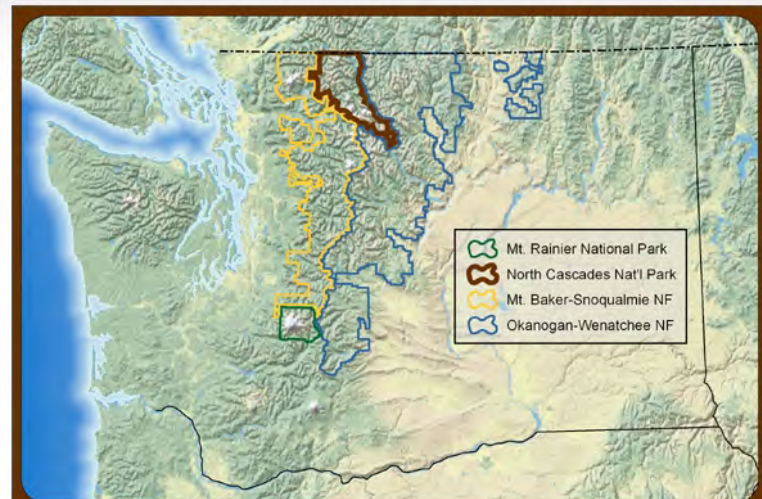 Mt. Rainier National Park
North Cascades Nat'l Park
Mt. Baker-Snoqualmie NF
Okanogan-Wenatchee NF